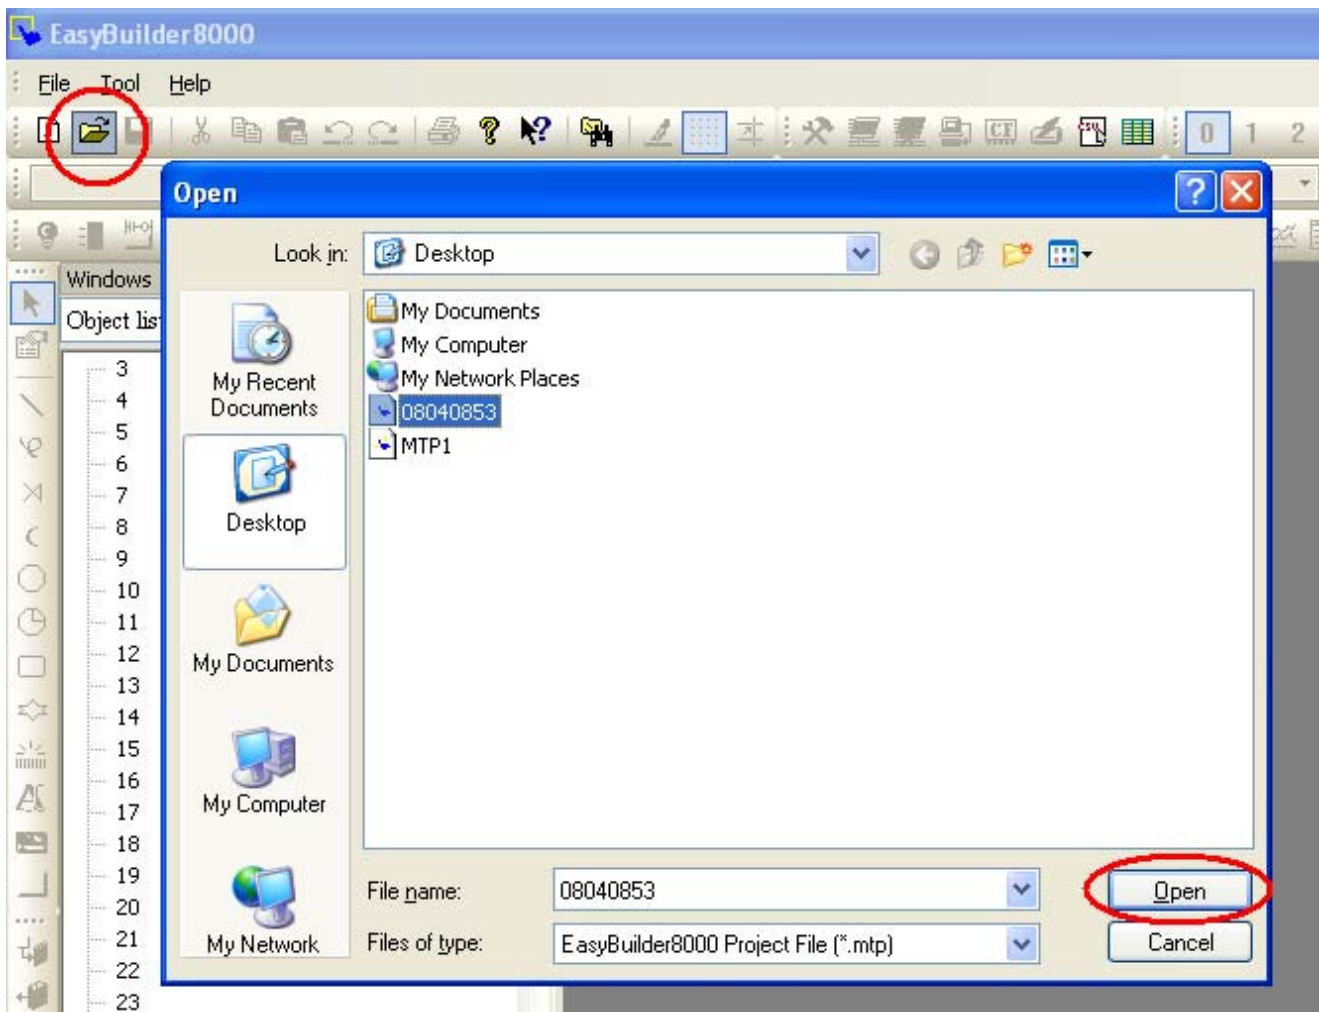 EasyBuilder8000
File Tool Help
0 1 2
Open
Look in: Desktop
Windows
Object lis
My Documents
My Computer
My Network Places
08040853
MTP1
My Recent
Documents
Desktop
My Documents
My Computer
My Network
3
4
5
6
7
8
9
10
11
12
13
14
15
16
17
18
19
20
21
22
23
File name: 08040853 Open
Files of type: EasyBuilder8000 Project File (*.mtp) Cancel